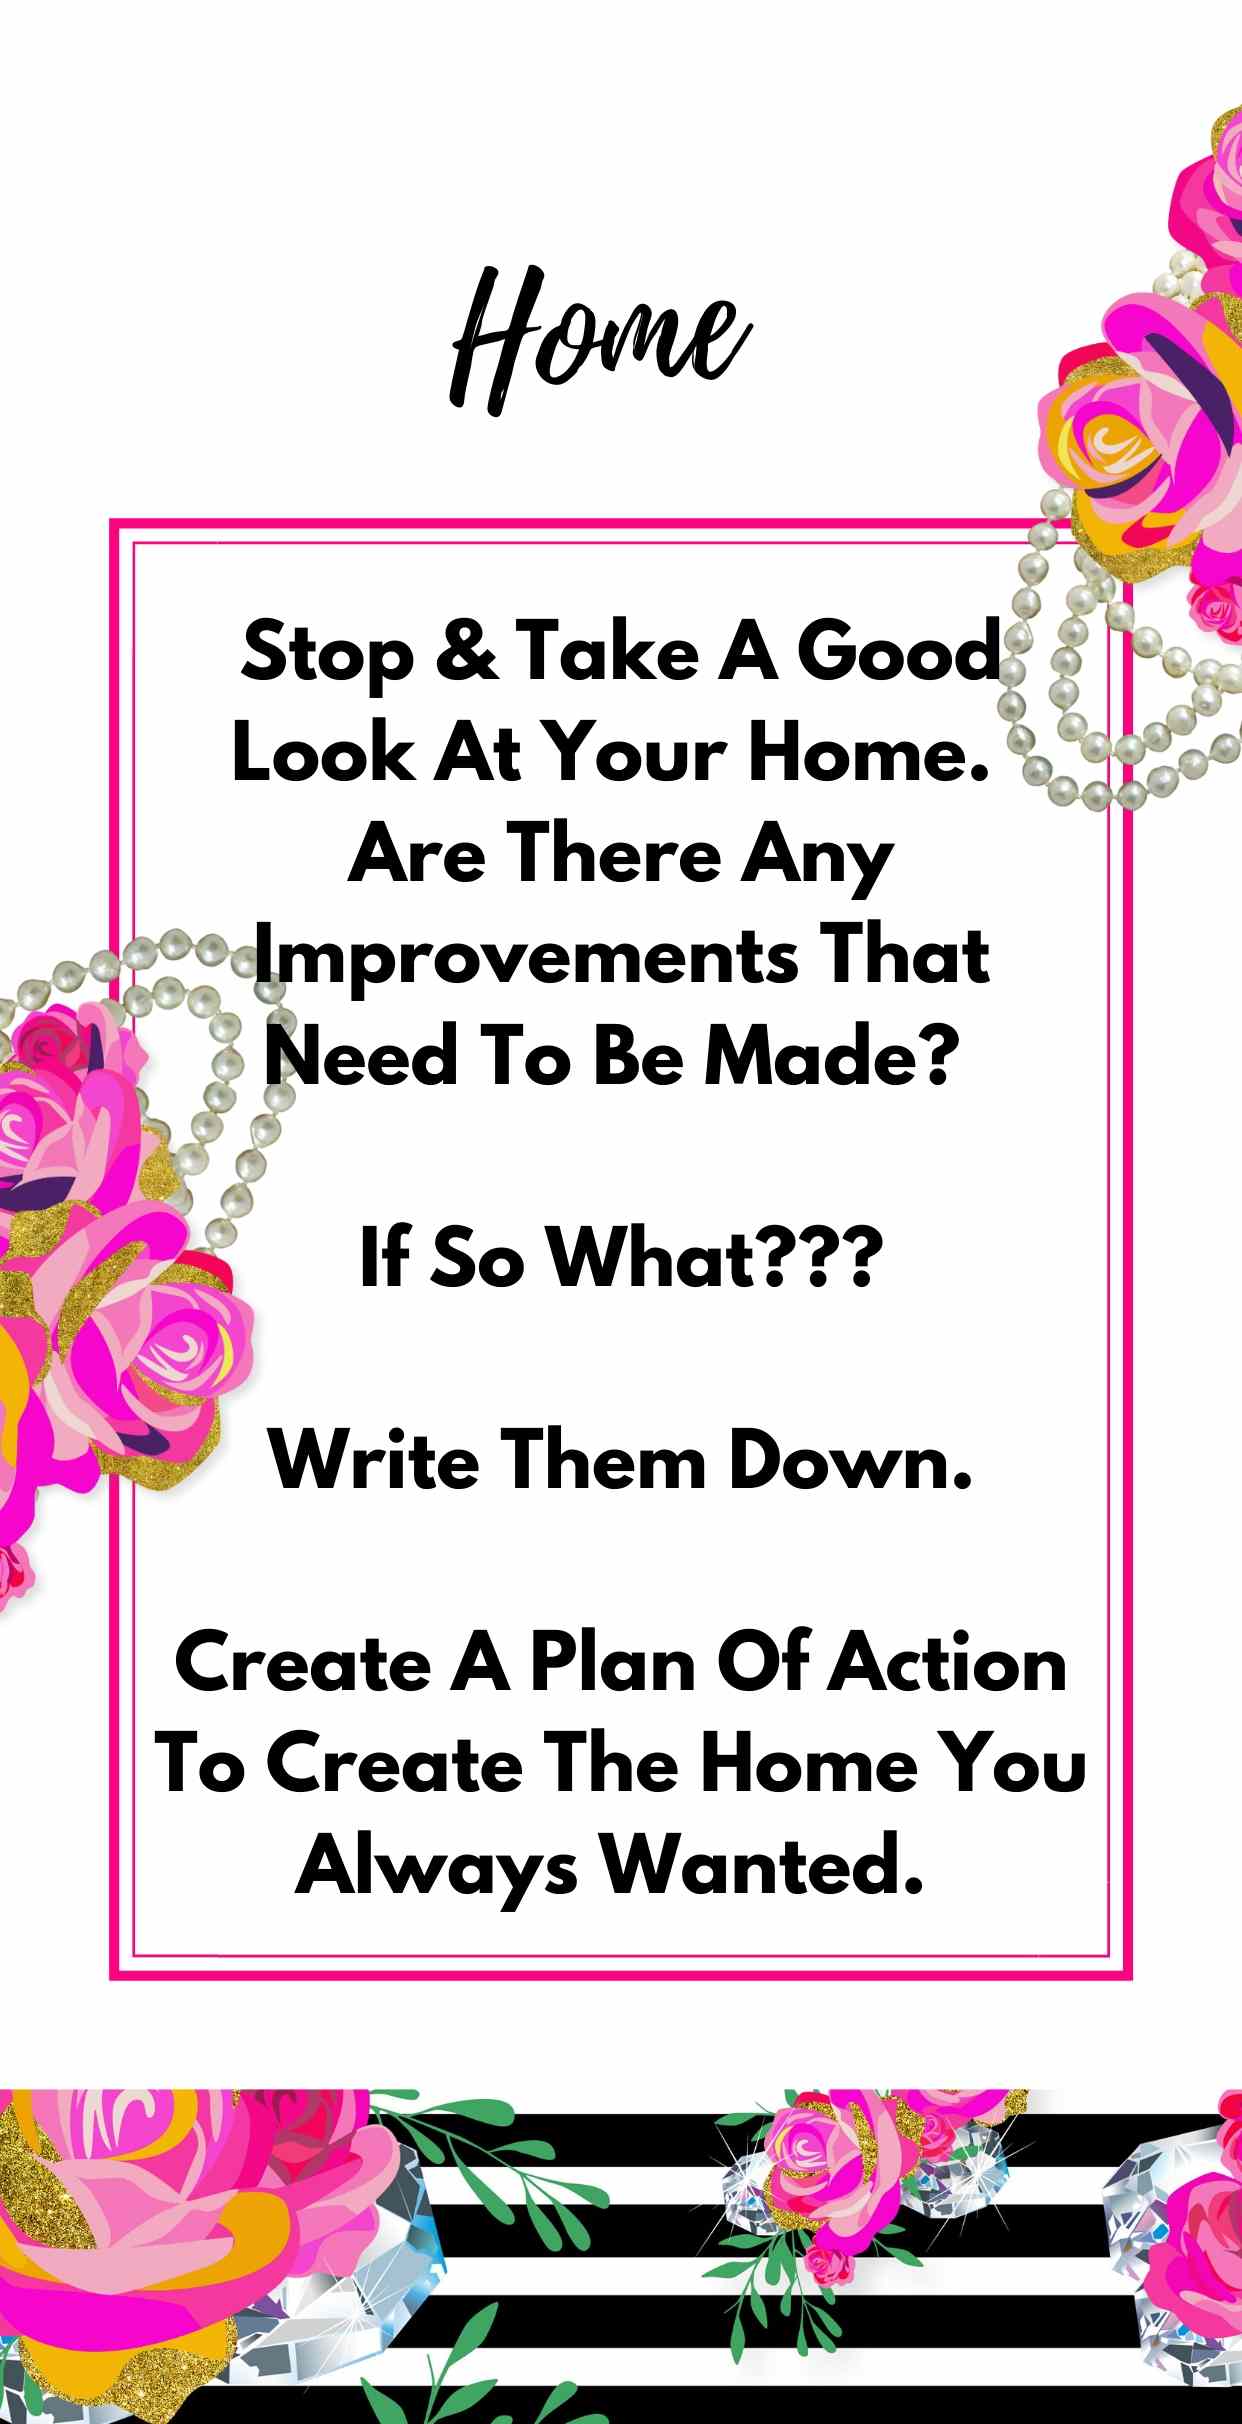 Home
Stop & Take A Good
Look At Your Home.
Are There Any
Improvements That
Need To Be Made?
If So What???
Write Them Down.
Create A Plan Of Action
To Create The Home You
Always Wanted.